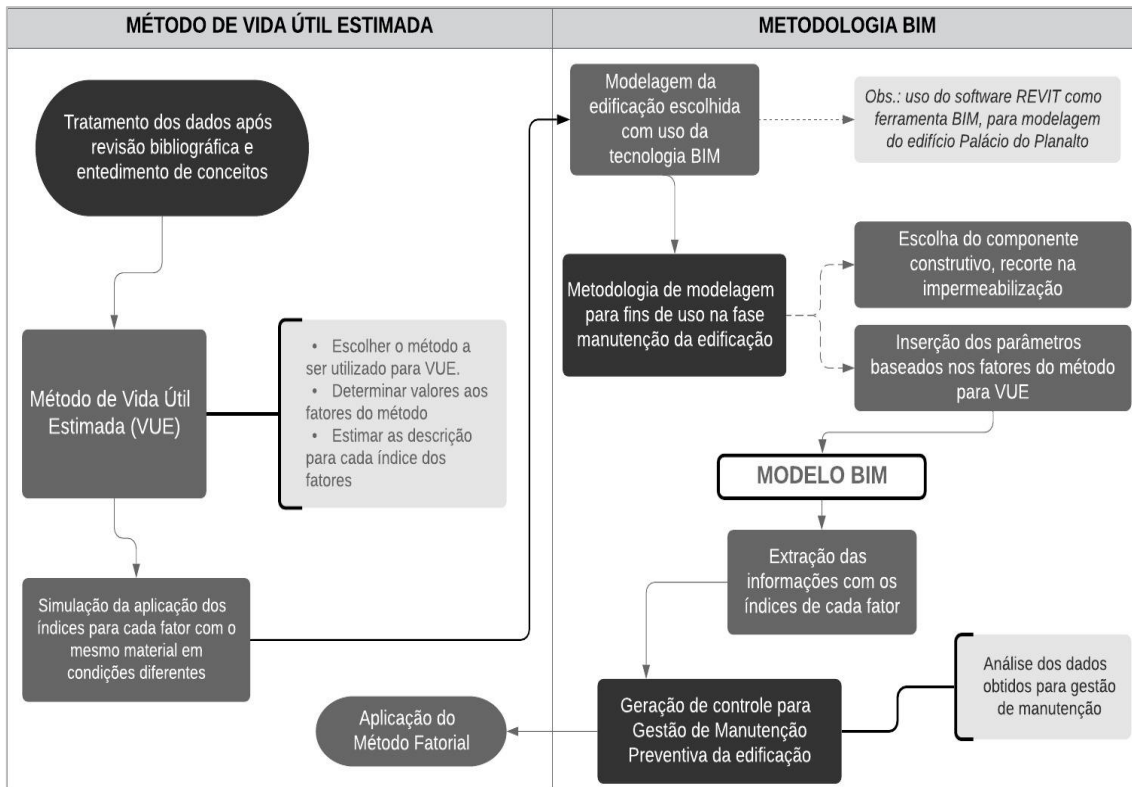 MÉTODO DE VIDA ÚTIL ESTIMADA
Tratamento dos dados após
revisão bibliográfica e
entedimento de conceitos
Método de Vida Útil
Estimada (VUE)
• Escolher o método a
ser utilizado para VUE.
• Determinar valores aos
fatores do método
• Estimar as descrição
para cada índice dos
fatores
Simulação da aplicação dos
índices para cada fator com o
mesmo material em
condições diferentes
METODOLOGIA BIM
Modelagem da
edificação escolhida
com uso da
tecnologia BIM
Obs.: uso do software REVIT como
ferramenta BIM, para modelagem
do edifício Palácio do Planalto
Metodologia de modelagem
para fins de uso na fase
manutenção da edificação
Escolha do componente
construtivo, recorte na
impermeabilização
Inserção dos parâmetros
baseados nos fatores do método
para VUE
MODELO BIM
Extração das
informações com os
índices de cada fator
Geração de controle para
Gestão de Manutenção
Preventiva da edificação
Análise dos dados
obtidos para gestão
de manutenção
Aplicação do
Método Fatorial